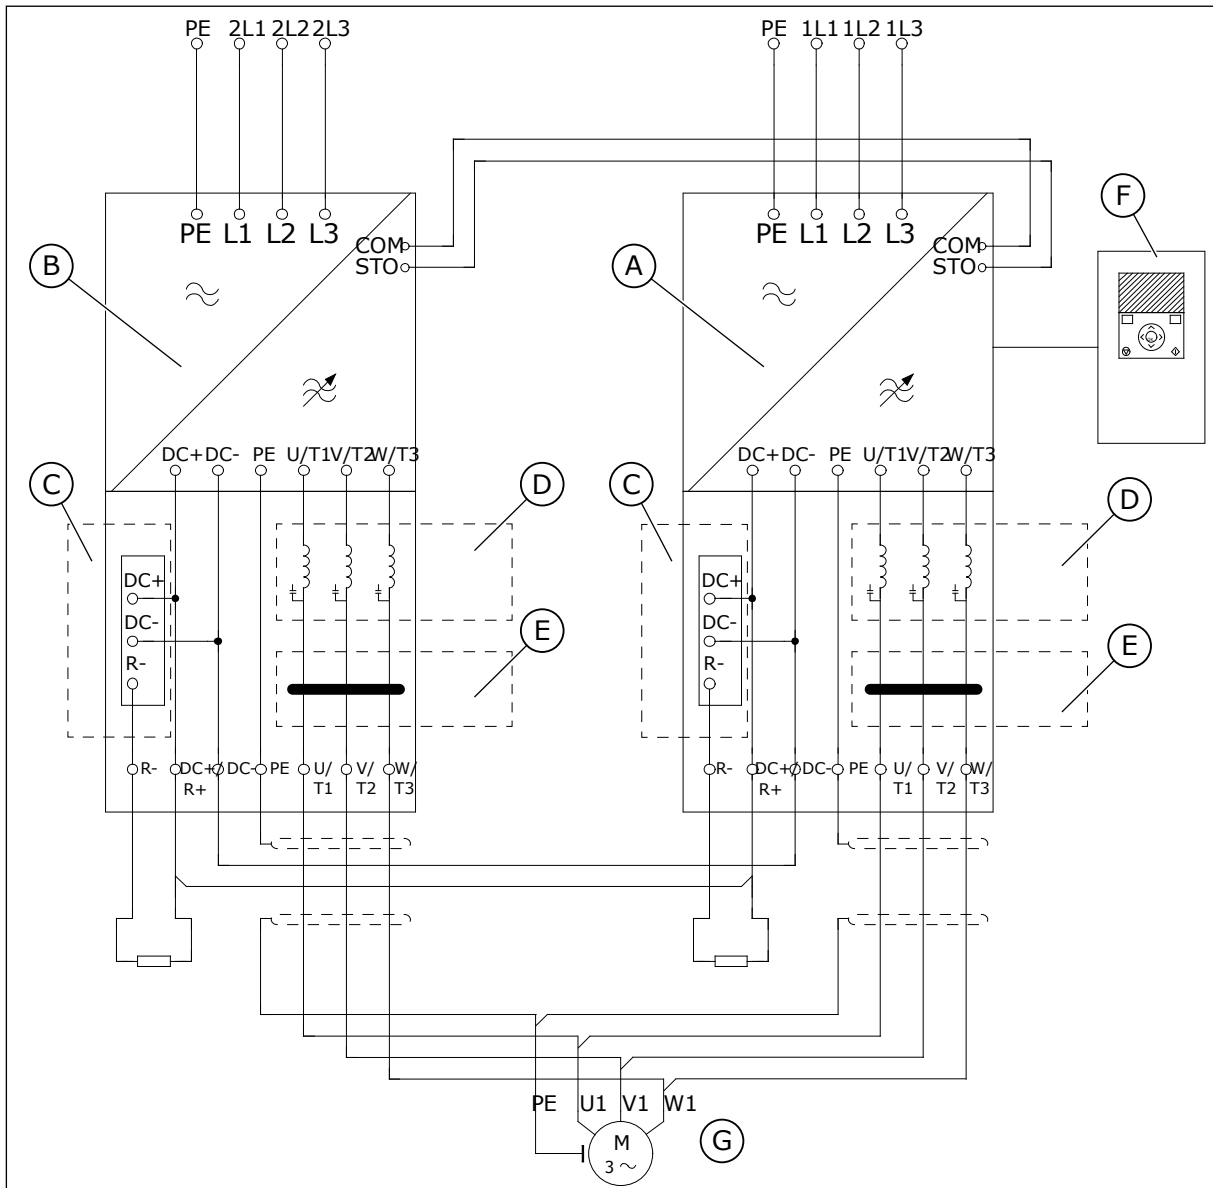 PE 2L1 2L2 2L3
PE 1L1 1L2 1L3
PE L1 L2 L3
COM
STO
PE L1 L2 L3
COM
STO
F
B
A
DC+ DC- PE U/T1 V/T2 W/T3
DC+ DC- PE U/T1 V/T2 W/T3
C
D
C
D
DC+
DC-
R-
DC+
DC-
R-
E
E
R- DC+/ DC- PE U/ V/ W/
R+ T1 T2 T3
R- DC+/ DC- PE U/ V/ W/
R+ T1 T2 T3
PE U1 V1 W1
M
3 ~
G